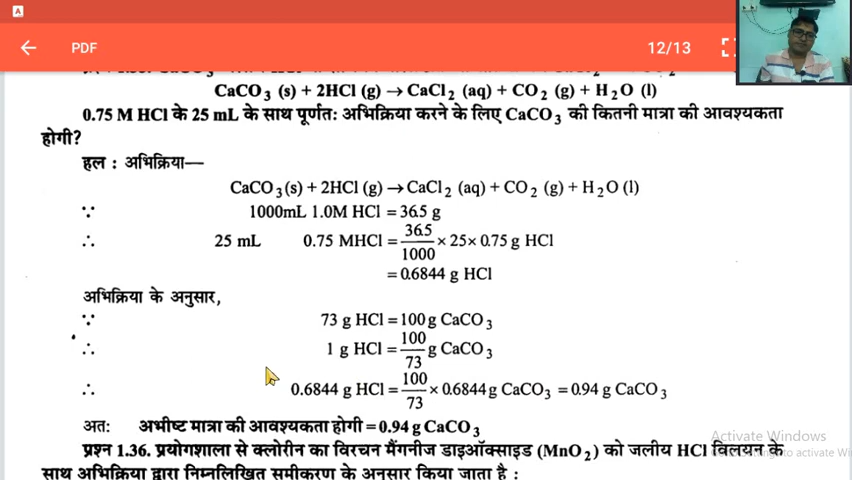 A
PDF
12/13
CaCO₃ (s) + 2HCl (g) → CaCl₂ (aq) + CO₂ (g) + H₂O (l)
0.75 M HCl के 25 mL के साथ पूर्णतः अभिक्रिया करने के लिए CaCO₃ की कितनी मात्रा की आवश्यकता
होगी?
हल : अभिक्रिया—
CaCO₃(s) + 2HCl (g) → CaCl₂ (aq) + CO₂ (g) + H₂O (l)
∵ 1000mL 1.0M HCl = 36.5 g
∴ 25 mL 0.75 MHCl = 36.5/1000 × 25 × 0.75 g HCl
= 0.6844 g HCl
अभिक्रिया के अनुसार,
∵ 73 g HCl = 100 g CaCO₃
∴ 1 g HCl = 100/73 g CaCO₃
∴ 0.6844 g HCl = 100/73 × 0.6844 g CaCO₃ = 0.94 g CaCO₃
अतः अभीष्ट मात्रा की आवश्यकता होगी = 0.94 g CaCO₃
Activate Windows
प्रश्न 1.36. प्रयोगशाला से क्लोरीन का विरचन मैंगनीज डाइऑक्साइड (MnO₂) को जलीय HCl विलयन के
साथ अभिक्रिया द्वारा निम्नलिखित समीकरण के अनुसार किया जाता है :